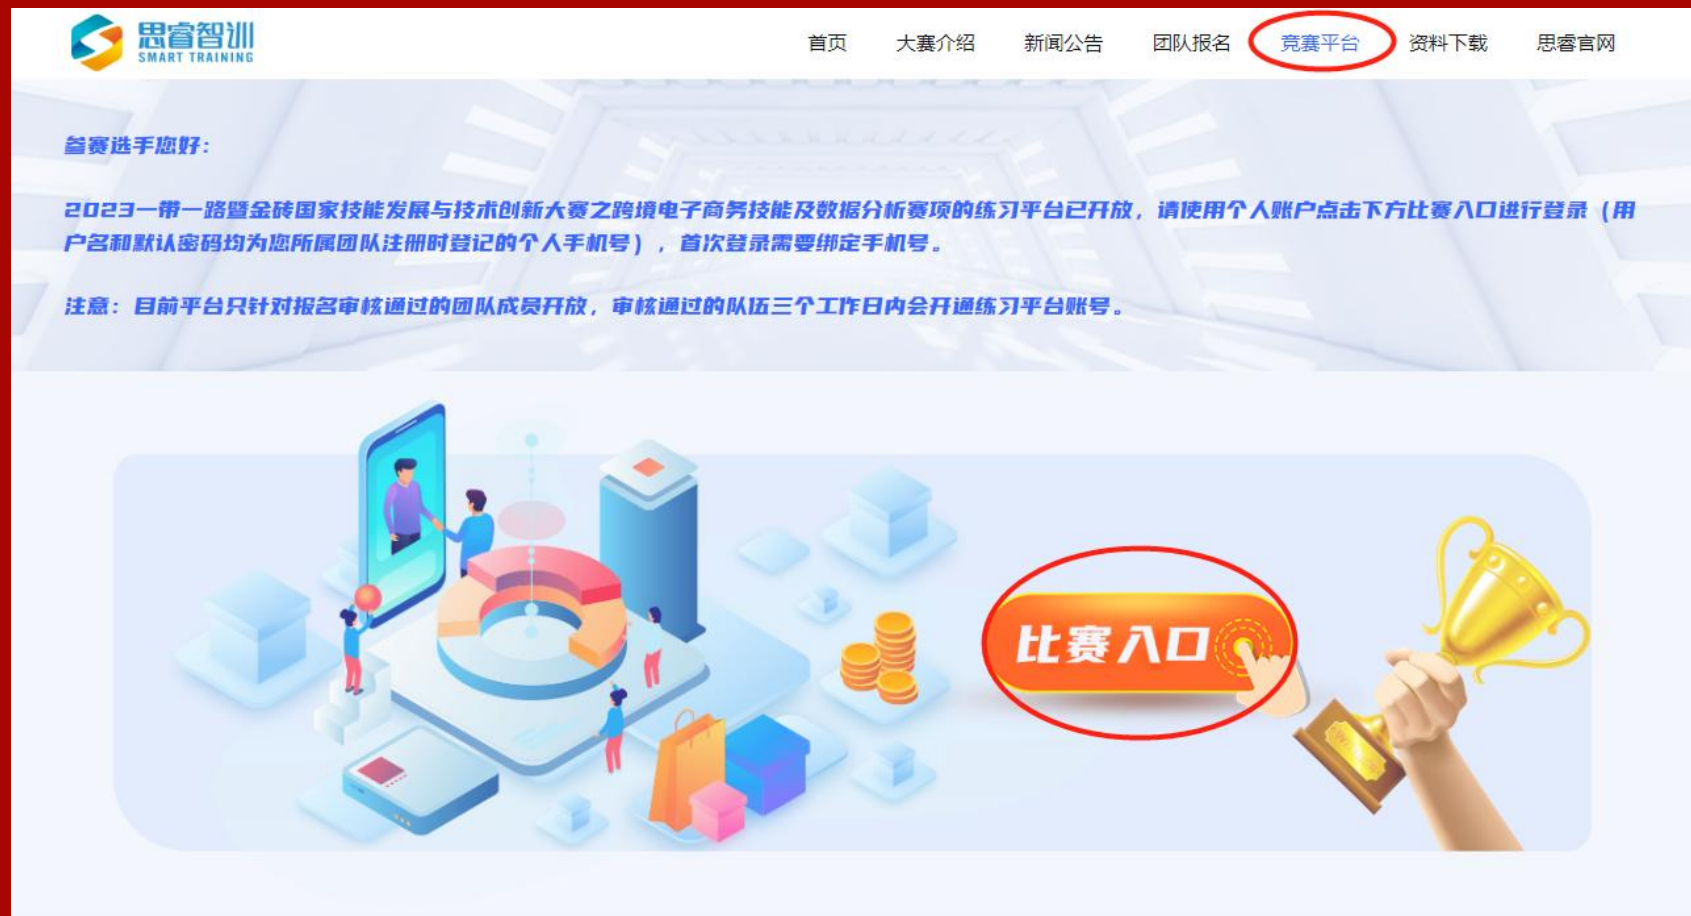 思睿智训
SMART TRAINING
首页 大赛介绍 新闻公告 团队报名 竞赛平台 资料下载 思睿官网
参赛选手您好：
2023一带一路暨金砖国家技能发展与技术创新大赛之跨境电子商务技能及数据分析赛项的练习平台已开放，请使用个人账户点击下方比赛入口进行登录（用
户名和默认密码均为您所属团队注册时登记的个人手机号），首次登录需要绑定手机号。
注意：目前平台只针对报名审核通过的团队成员开放，审核通过的队伍三个工作日内会开通练习平台账号。
比赛入口